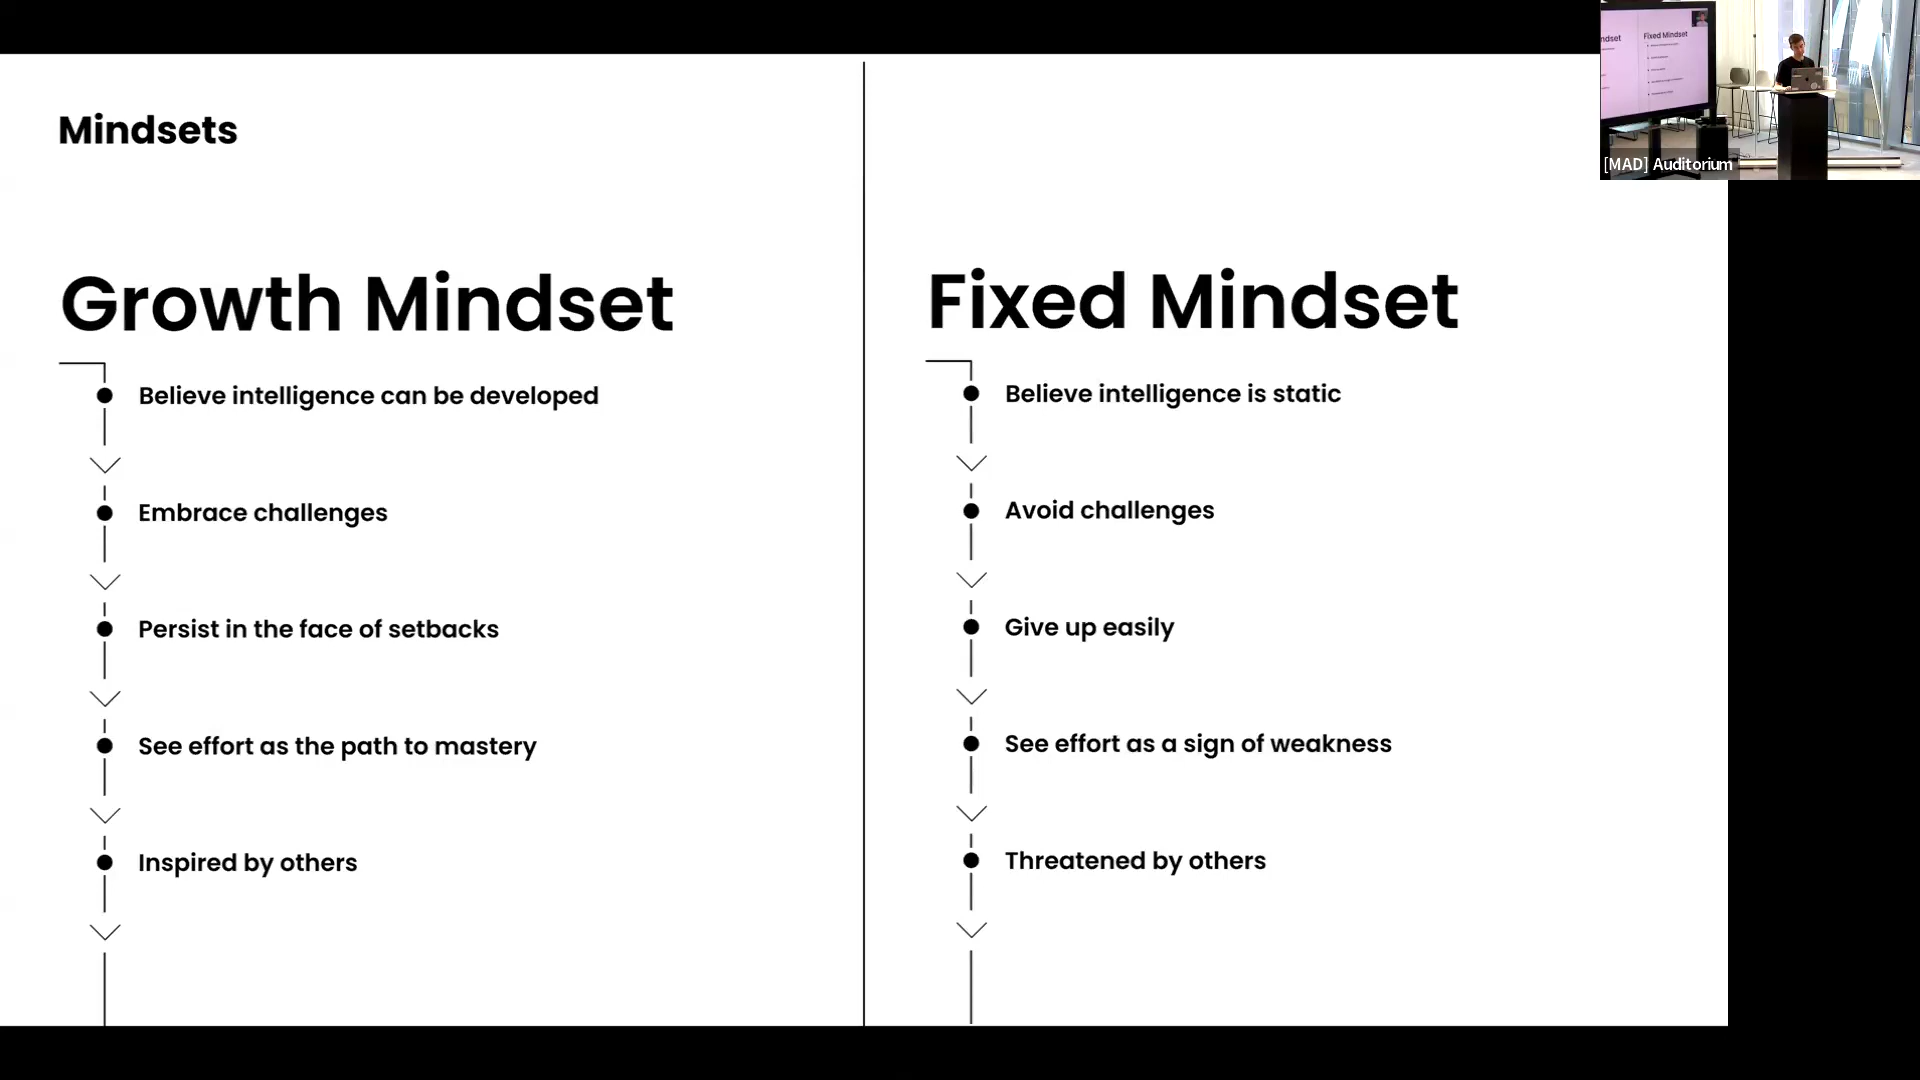 Mindsets
Growth Mindset
Believe intelligence can be developed
Embrace challenges
Persist in the face of setbacks
See effort as the path to mastery
Inspired by others
Fixed Mindset
Believe intelligence is static
Avoid challenges
Give up easily
See effort as a sign of weakness
Threatened by others
Fixed Mindset
[MAD] Auditorium